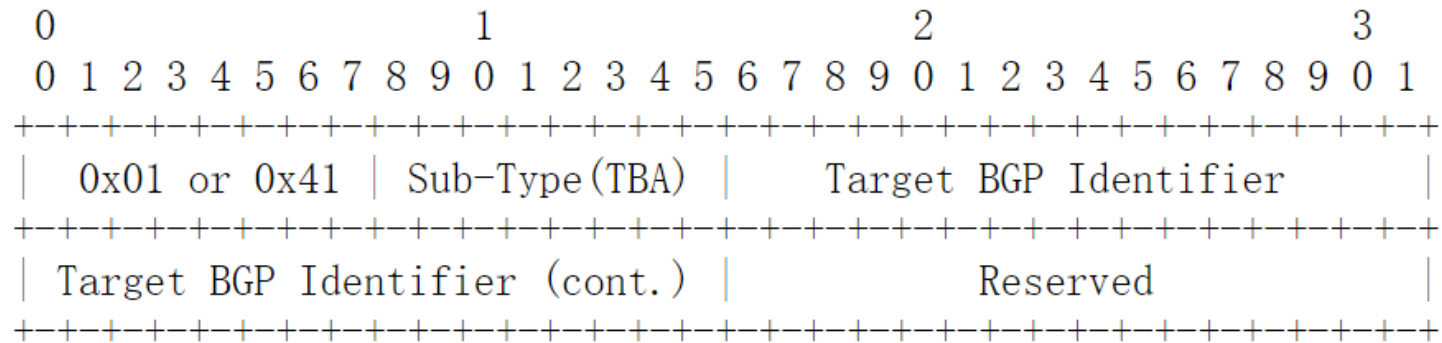 0                   1                   2                   3
0 1 2 3 4 5 6 7 8 9 0 1 2 3 4 5 6 7 8 9 0 1 2 3 4 5 6 7 8 9 0 1
+-+-+-+-+-+-+-+-+-+-+-+-+-+-+-+-+-+-+-+-+-+-+-+-+-+-+-+-+-+-+-+-+
| 0x01 or 0x41 | Sub-Type(TBA) | Target BGP Identifier |
+-+-+-+-+-+-+-+-+-+-+-+-+-+-+-+-+-+-+-+-+-+-+-+-+-+-+-+-+-+-+-+-+
| Target BGP Identifier (cont.) | Reserved |
+-+-+-+-+-+-+-+-+-+-+-+-+-+-+-+-+-+-+-+-+-+-+-+-+-+-+-+-+-+-+-+-+